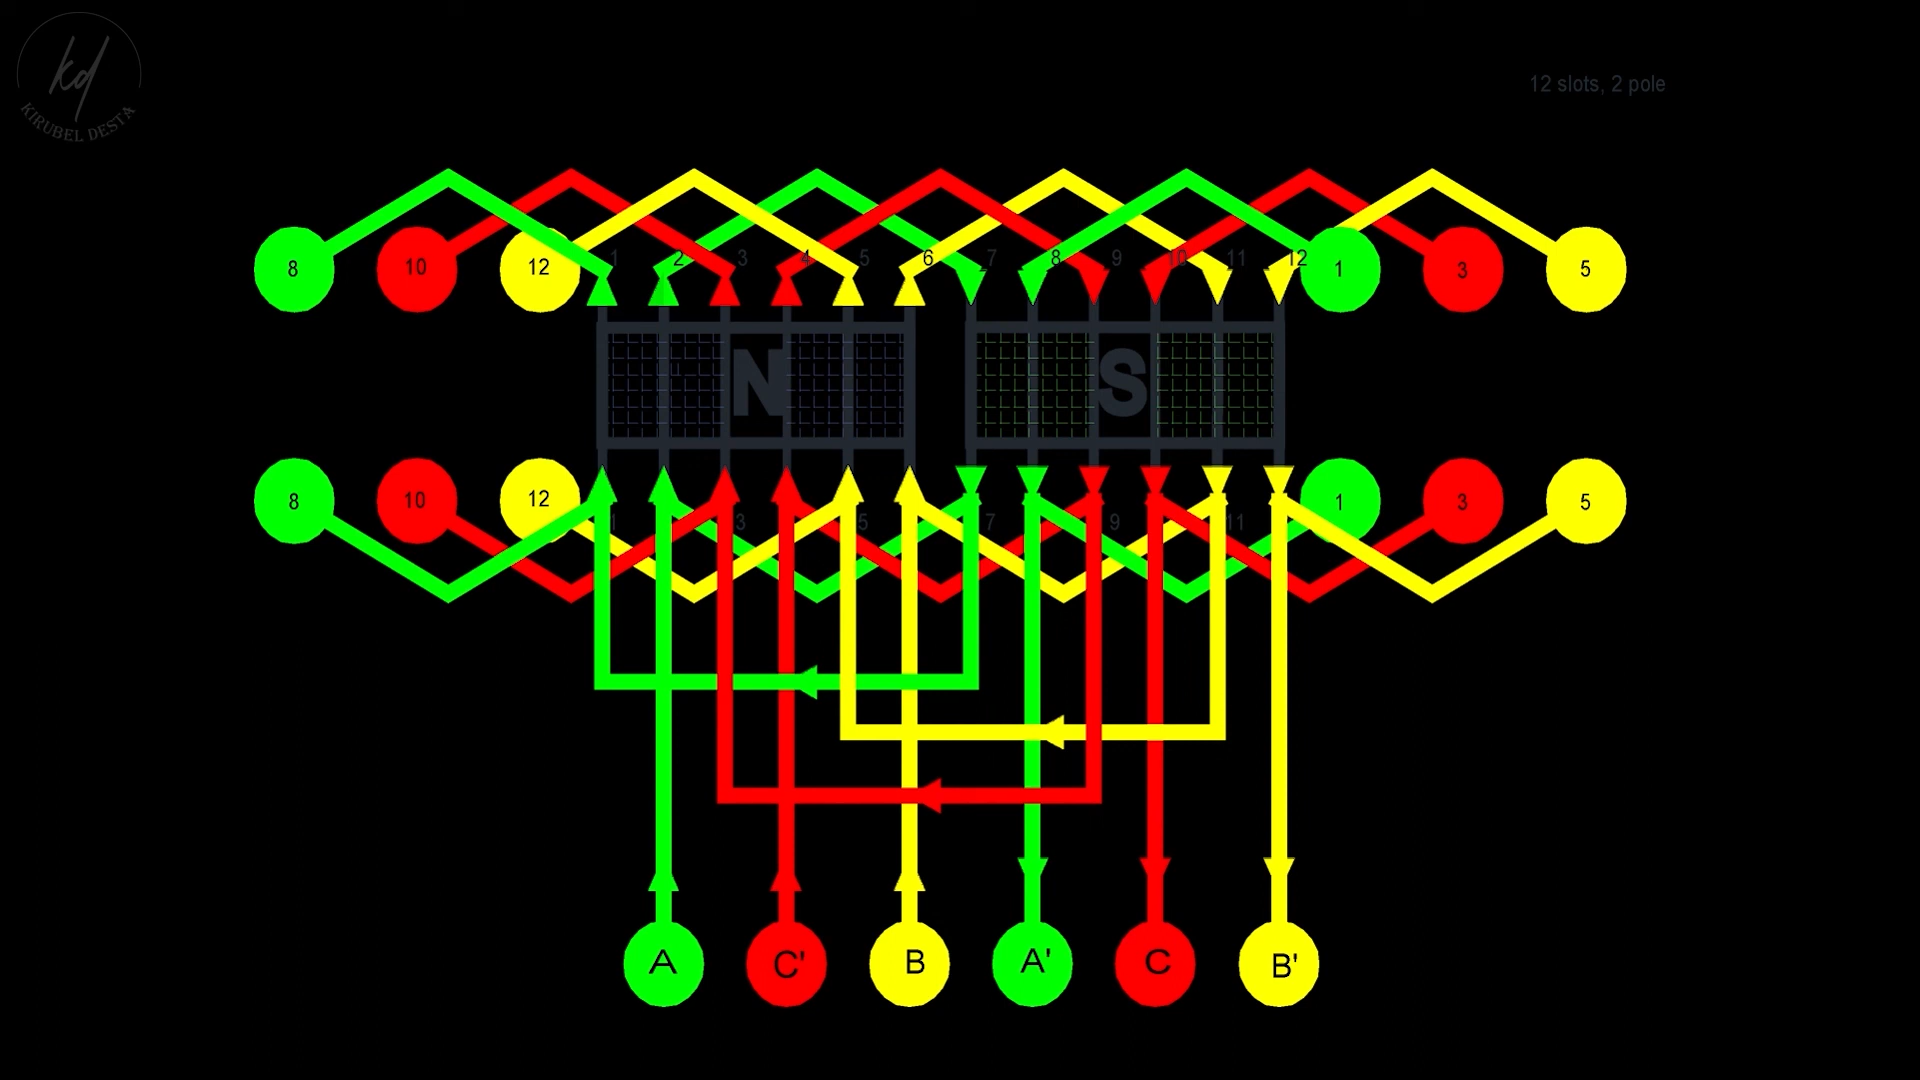 kd
KIRUBEL DESTA
12 slots, 2 pole
8 10 12 1 2 3 4 5 6 7 8 9 10 11 12 1 3 5
N S
8 10 12 1 3 5 7 9 11 1 3 5
A C' B A' C B'